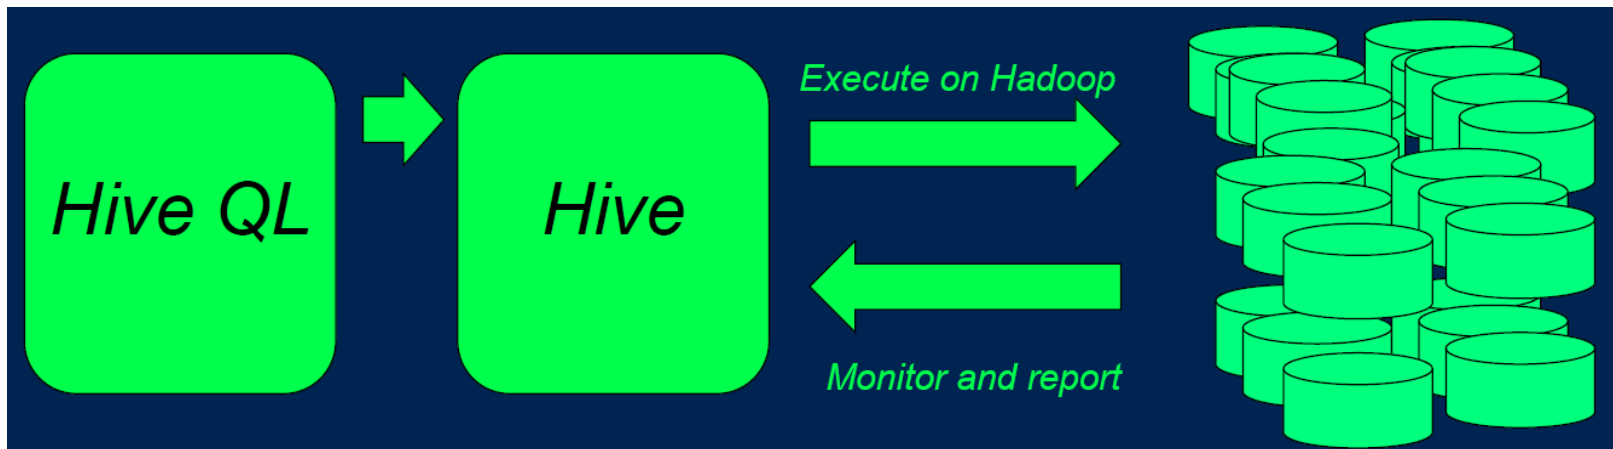 Hive QL
Hive
Execute on Hadoop
Monitor and report